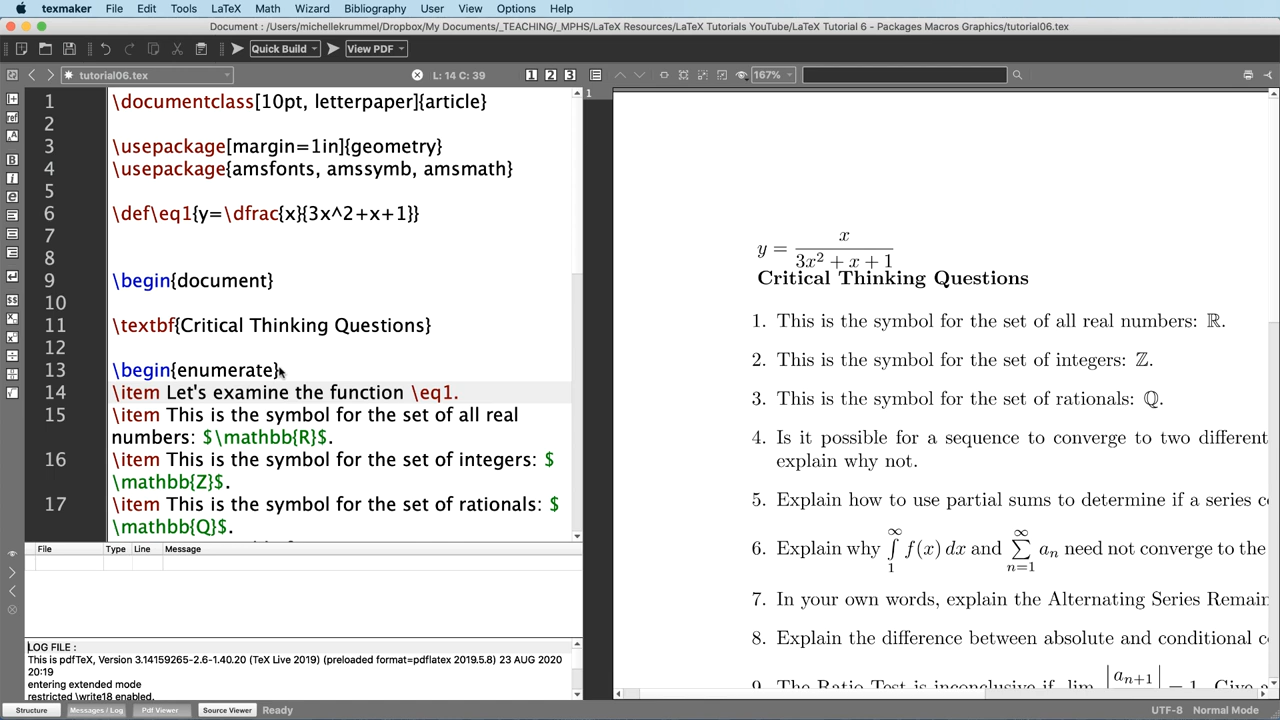 texmaker File Edit Tools LaTeX Math Wizard Bibliography User View Options Help
Document : /Users/michellekrummel/Dropbox/My Documents/_TEACHING/_MPHS/LaTeX Resources/LaTeX Tutorials YouTube/LaTeX Tutorial 6 - Packages Macros Graphics/tutorial06.tex
Quick Build View PDF
tutorial06.tex L: 14 C: 39 1 2 3 167%
1 \documentclass[10pt, letterpaper]{article}
2
3 \usepackage[margin=1in]{geometry}
4 \usepackage{amsfonts, amssymb, amsmath}
5
6 \def\eq1{y=\dfrac{x}{3x^2+x+1}}
7
8
9 \begin{document}
10
11 \textbf{Critical Thinking Questions}
12
13 \begin{enumerate}
14 \item Let's examine the function \eq1.
15 \item This is the symbol for the set of all real
numbers: $\mathbb{R}$.
16 \item This is the symbol for the set of integers: $
\mathbb{Z}$.
17 \item This is the symbol for the set of rationals: $
\mathbb{Q}$.
File Type Line Message
LOG FILE :
This is pdfTeX, Version 3.14159265-2.6-1.40.20 (TeX Live 2019) (preloaded format=pdflatex 2019.5.8) 23 AUG 2020
20:19
entering extended mode
restricted \write18 enabled.
1
y = x / (3x² + x + 1)
Critical Thinking Questions
1. This is the symbol for the set of all real numbers: ℝ.
2. This is the symbol for the set of integers: ℤ.
3. This is the symbol for the set of rationals: ℚ.
4. Is it possible for a sequence to converge to two different
explain why not.
5. Explain how to use partial sums to determine if a series c
6. Explain why ∫₁^∞ f(x) dx and ∑_{n=1}^∞ aₙ need not converge to the
7. In your own words, explain the Alternating Series Remain
8. Explain the difference between absolute and conditional c
9. The Ratio Test is inconclusive if lim |aₙ₊₁ = 1. Give
Structure Messages / Log Pdf Viewer Source Viewer Ready UTF-8 Normal Mode